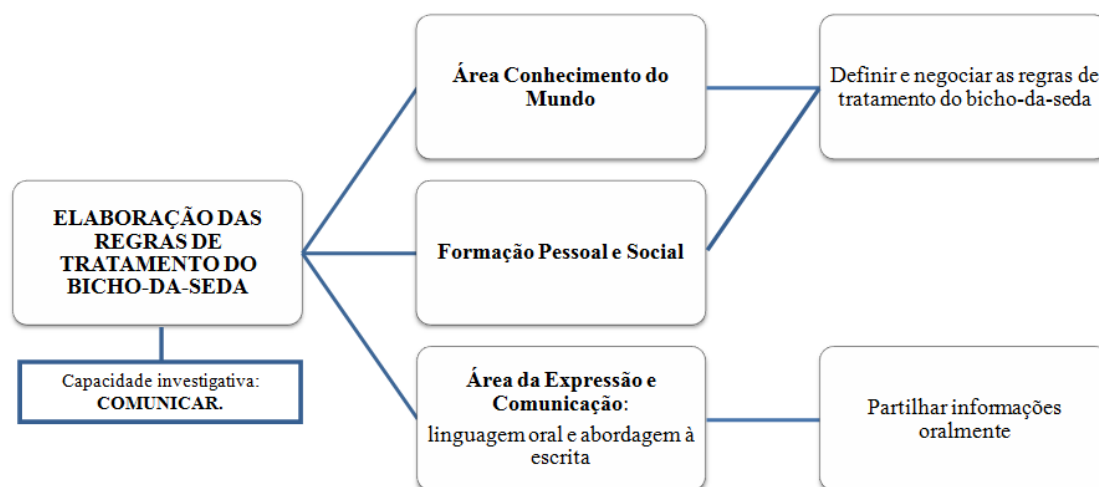 ELABORAÇÃO DAS
REGRAS DE
TRATAMENTO DO
BICHO-DA-SEDA
Capacidade investigativa:
COMUNICAR.
Área Conhecimento do
Mundo
Formação Pessoal e Social
Área da Expressão e
Comunicação:
linguagem oral e abordagem à
escrita
Definir e negociar as regras de
tratamento do bicho-da-seda
Partilhar informações
oralmente